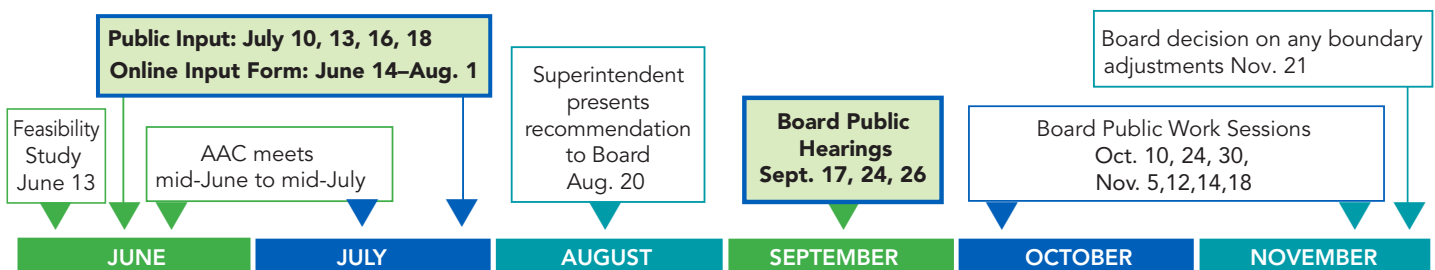 Public Input: July 10, 13, 16, 18
Online Input Form: June 14–Aug. 1
Board decision on any boundary
adjustments Nov. 21
Feasibility
Study
June 13
AAC meets
mid-June to mid-July
Superintendent
presents
recommendation
to Board
Aug. 20
Board Public
Hearings
Sept. 17, 24, 26
Board Public Work Sessions
Oct. 10, 24, 30,
Nov. 5,12,14,18
JUNE
JULY
AUGUST
SEPTEMBER
OCTOBER
NOVEMBER